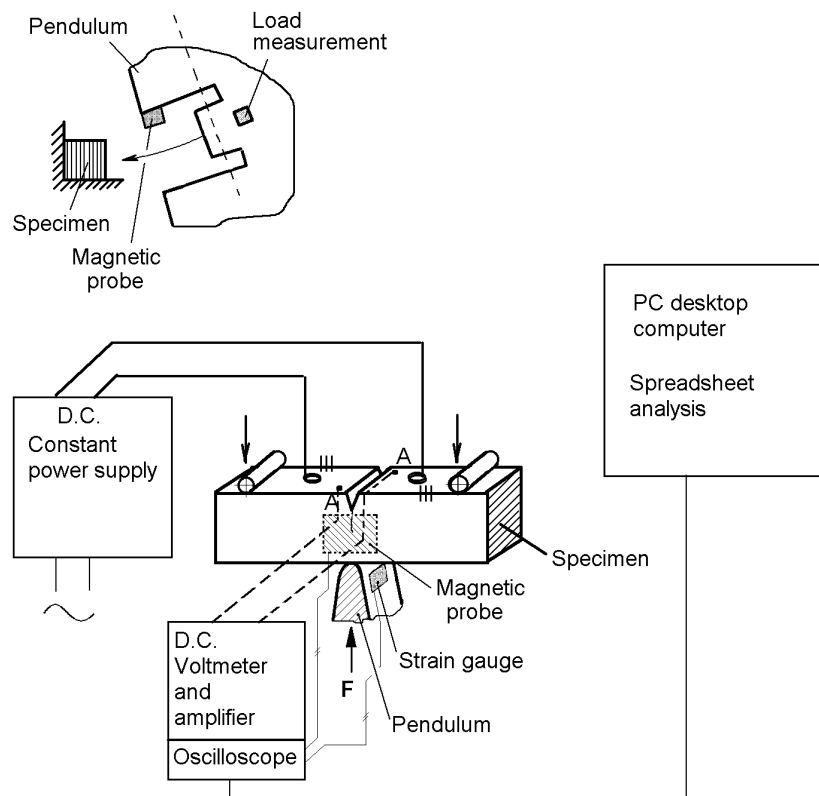 Pendulum
Load
measurement
Specimen
Magnetic
probe
PC desktop
computer
Spreadsheet
analysis
D.C.
Constant
power supply
A
A
Specimen
Magnetic
probe
D.C.
Voltmeter
and
amplifier
Strain gauge
F
Pendulum
Oscilloscope